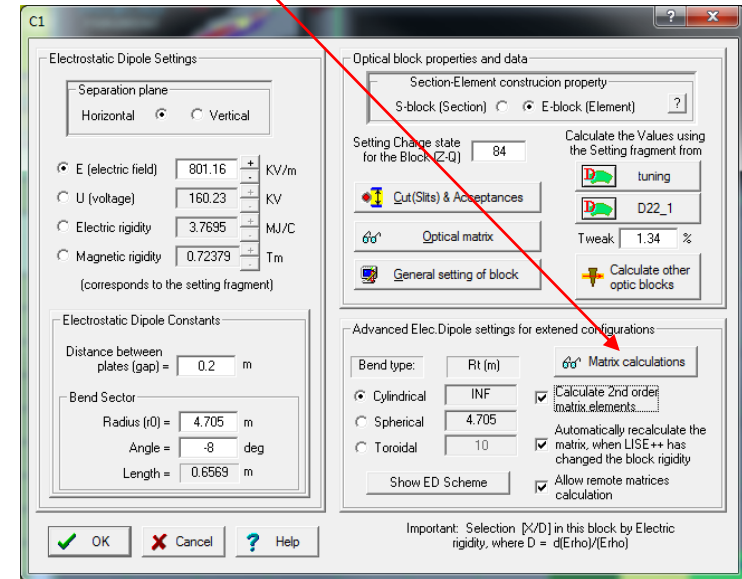 C1
?
x
Electrostatic Dipole Settings
Separation plane
Horizontal
Vertical
E (electric field)
801.16
+
-
KV/m
U (voltage)
160.23
+
-
KV
Electric rigidity
3.7695
+
-
MJ/C
Magnetic rigidity
0.72379
+
-
Tm
(corresponds to the setting fragment)
Electrostatic Dipole Constants
Distance between
plates (gap) =
0.2
m
Bend Sector
Radius (r0) =
4.705
m
Angle =
-8
deg
Length =
0.6569
m
OK
Cancel
? Help
Optical block properties and data
Section-Element construcion property
S-block (Section)
E-block (Element)
?
Setting Charge state
for the Block (Z-Q)
84
Cut(Slits) & Acceptances
Optical matrix
General setting of block
Calculate the Values using
the Setting fragment from
D
tuning
D
D22_1
Tweak
1.34
%
Calculate other
optic blocks
Advanced Elec.Dipole settings for extened configurations
Bend type:
Rt (m)
Cylindrical
INF
Spherical
4.705
Toroidal
10
Show ED Scheme
Matrix calculations
Calculate 2nd order
matrix elements
Automatically recalculate the
matrix, when LISE++ has
changed the block rigidity
Allow remote matrices
calculation
Important: Selection [X/D] in this block by Electric
rigidity, where D = d(Erho)/(Erho)